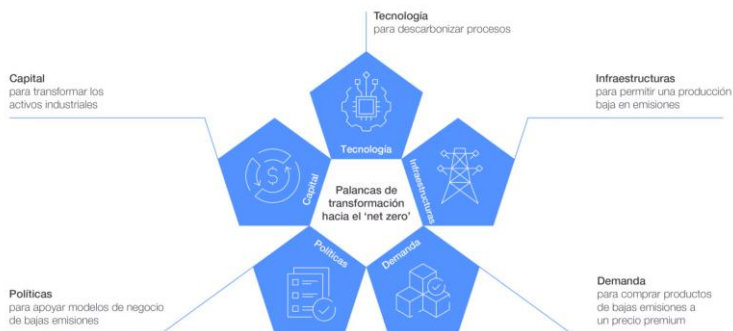 Tecnología
para descarbonizar procesos
Capital
para transformar los
activos industriales
Infraestructuras
para permitir una producción
baja en emisiones
Tecnología
Capital
Infraestructuras
Palancas de
transformación
hacia el 'net zero'
Políticas
Demanda
$
Políticas
para apoyar modelos de negocio
de bajas emisiones
Demanda
para comprar productos
de bajas emisiones a
un precio premium